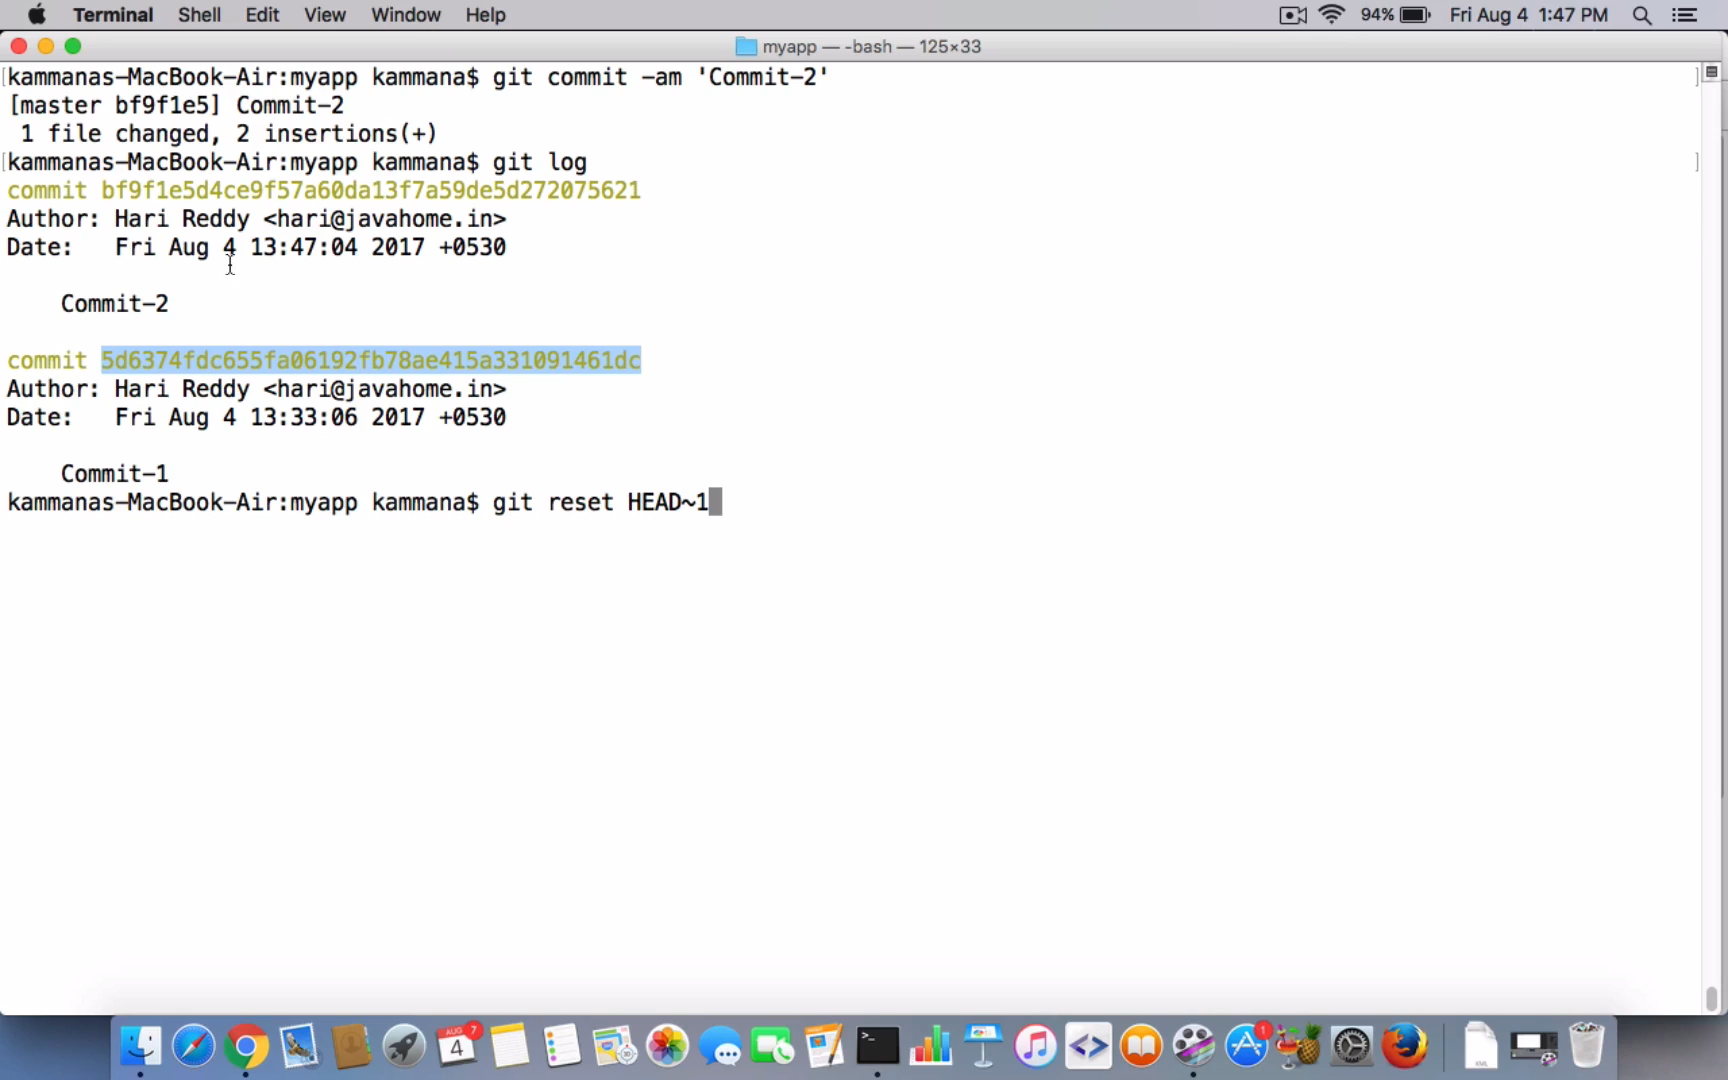 Terminal Shell Edit View Window Help 94% Fri Aug 4 1:47 PM
myapp — -bash — 125×33
kammanas-MacBook-Air:myapp kammana$ git commit -am 'Commit-2'
[master bf9f1e5] Commit-2
1 file changed, 2 insertions(+)
kammanas-MacBook-Air:myapp kammana$ git log
commit bf9f1e5d4ce9f57a60da13f7a59de5d272075621
Author: Hari Reddy <hari@javahome.in>
Date:   Fri Aug 4 13:47:04 2017 +0530
Commit-2
commit 5d6374fdc655fa06192fb78ae415a331091461dc
Author: Hari Reddy <hari@javahome.in>
Date:   Fri Aug 4 13:33:06 2017 +0530
Commit-1
kammanas-MacBook-Air:myapp kammana$ git reset HEAD~1
AUG 7
4
1